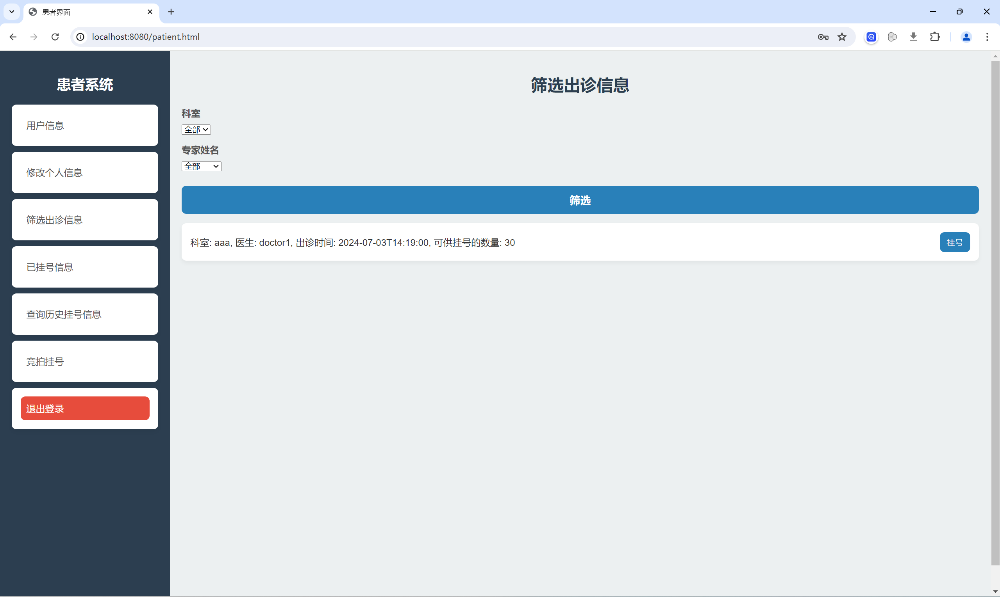 患者界面
localhost:8080/patient.html
患者系统
用户信息
修改个人信息
筛选出诊信息
已挂号信息
查询历史挂号信息
竞拍挂号
退出登录
筛选出诊信息
科室
全部
专家姓名
全部
筛选
科室: aaa, 医生: doctor1, 出诊时间: 2024-07-03T14:19:00, 可供挂号的数量: 30
挂号